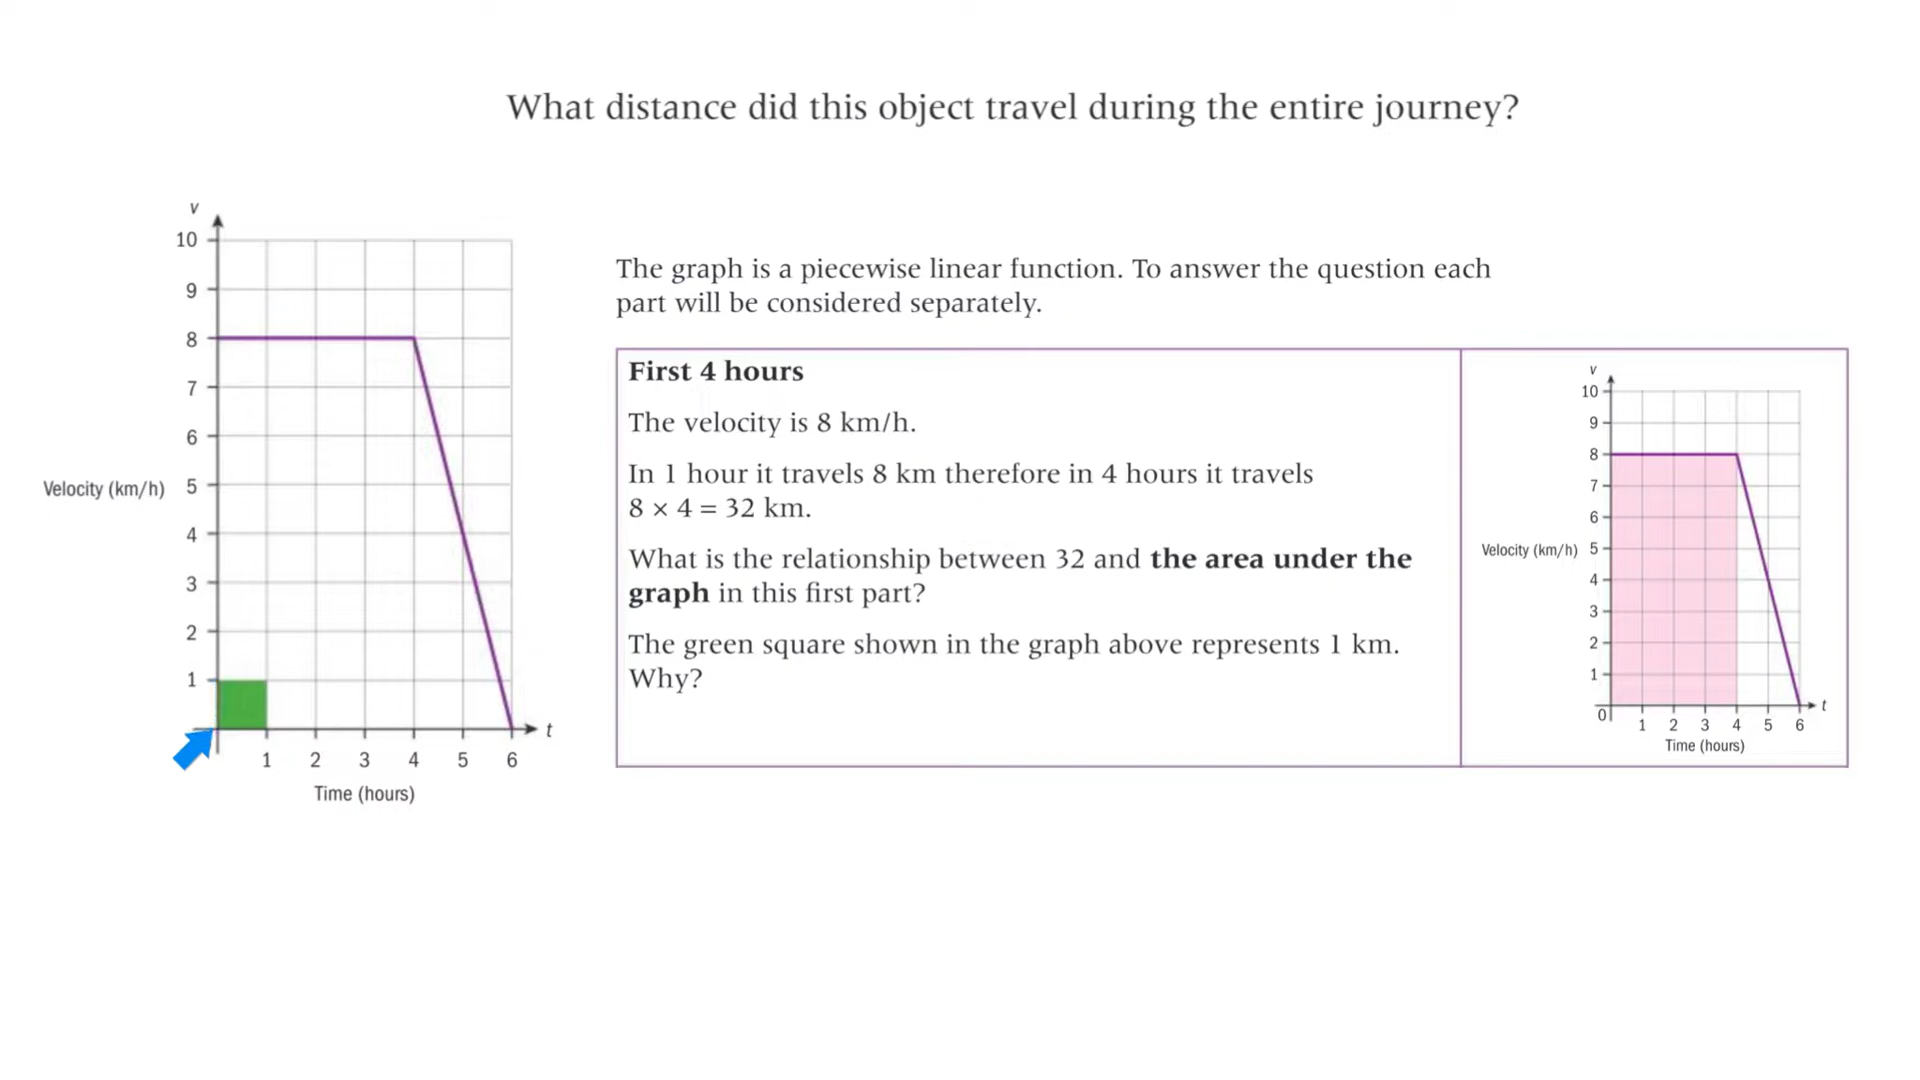 What distance did this object travel during the entire journey?
v
10
9
8
7
6
Velocity (km/h) 5
4
3
2
1
t
1 2 3 4 5 6
Time (hours)
The graph is a piecewise linear function. To answer the question each
part will be considered separately.
First 4 hours
The velocity is 8 km/h.
In 1 hour it travels 8 km therefore in 4 hours it travels
8 × 4 = 32 km.
What is the relationship between 32 and the area under the
graph in this first part?
The green square shown in the graph above represents 1 km.
Why?
v
10
9
8
7
6
Velocity (km/h) 5
4
3
2
1
0
t
1 2 3 4 5 6
Time (hours)